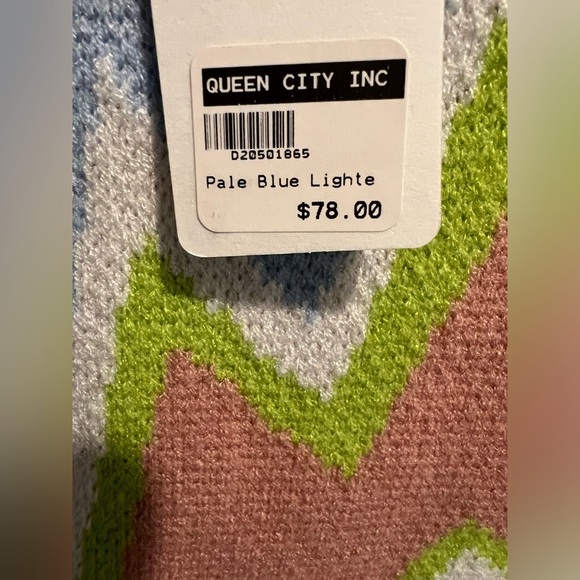 QUEEN CITY INC
D20501865
Pale Blue Lighte
$78.00